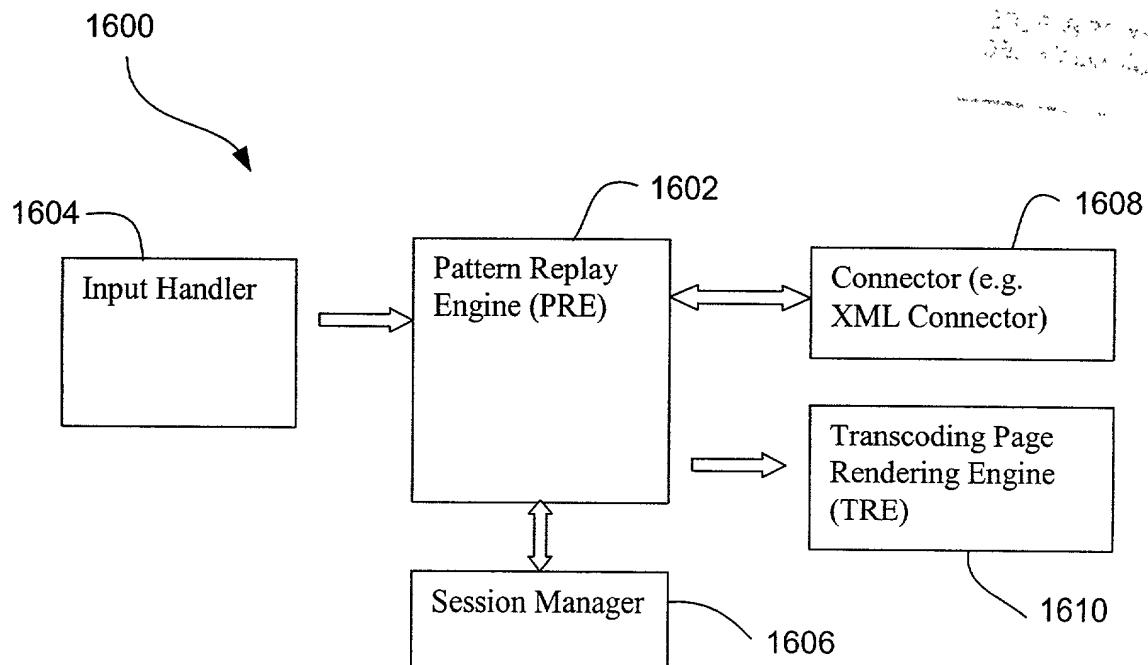 1600
1602
1608
1604
Input Handler
Pattern Replay
Engine (PRE)
Connector (e.g.
XML Connector)
Transcoding Page
Rendering Engine
(TRE)
Session Manager
1606
1610